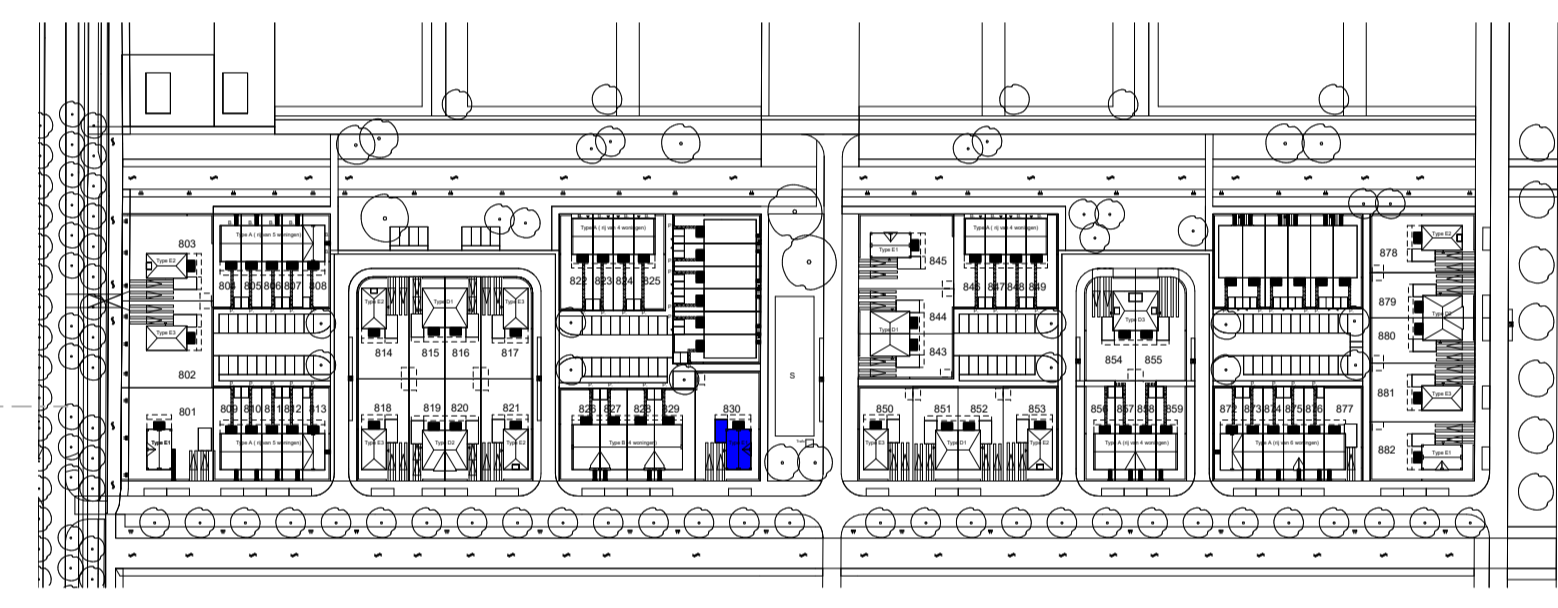 803
Type E2
804 805 806 807 808
Type A ( rij van 5 woningen)
Type E3
802
801
Type E1
809 810 811 812 813
Type A ( rij van 5 woningen)
Type E2
Type D1
Type E3
814 815 816 817
818 819 820 821
Type E3
Type D2
Type E2
Type A ( rij van 4 woningen)
822 823 824 825
826 827 828 829
830
S
Type E1
845
Type A ( rij van 4 woningen)
846 847 848 849
844
Type D1
843
850 851 852 853
Type E3
Type D1
Type E2
Type D3
854 855
856 857 858 859
Type A (rij van 4 woningen)
872 873 874 875 876 877
Type A (rij van 6 woningen)
878
Type E2
879
880
881
Type E3
882
Type E1